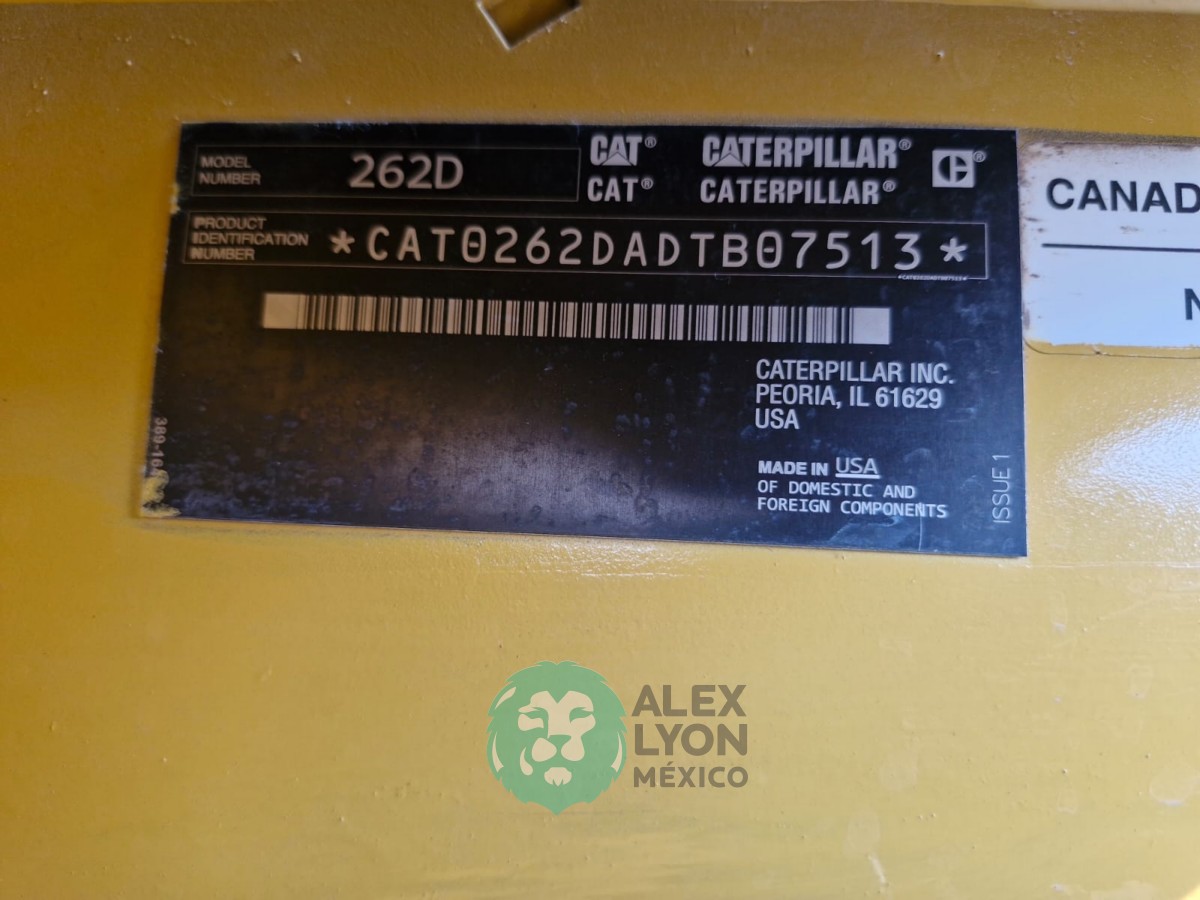 MODEL
NUMBER
262D
CAT®
CATERPILLAR®
CAT®
CATERPILLAR®
PRODUCT
IDENTIFICATION
NUMBER
*CAT0262DADTB07513*
*CAT0262DADTB07513*
CATERPILLAR INC.
PEORIA, IL 61629
USA
MADE IN USA
OF DOMESTIC AND
FOREIGN COMPONENTS
ISSUE 1
CANAD
N
ALEX
LYON
MÉXICO